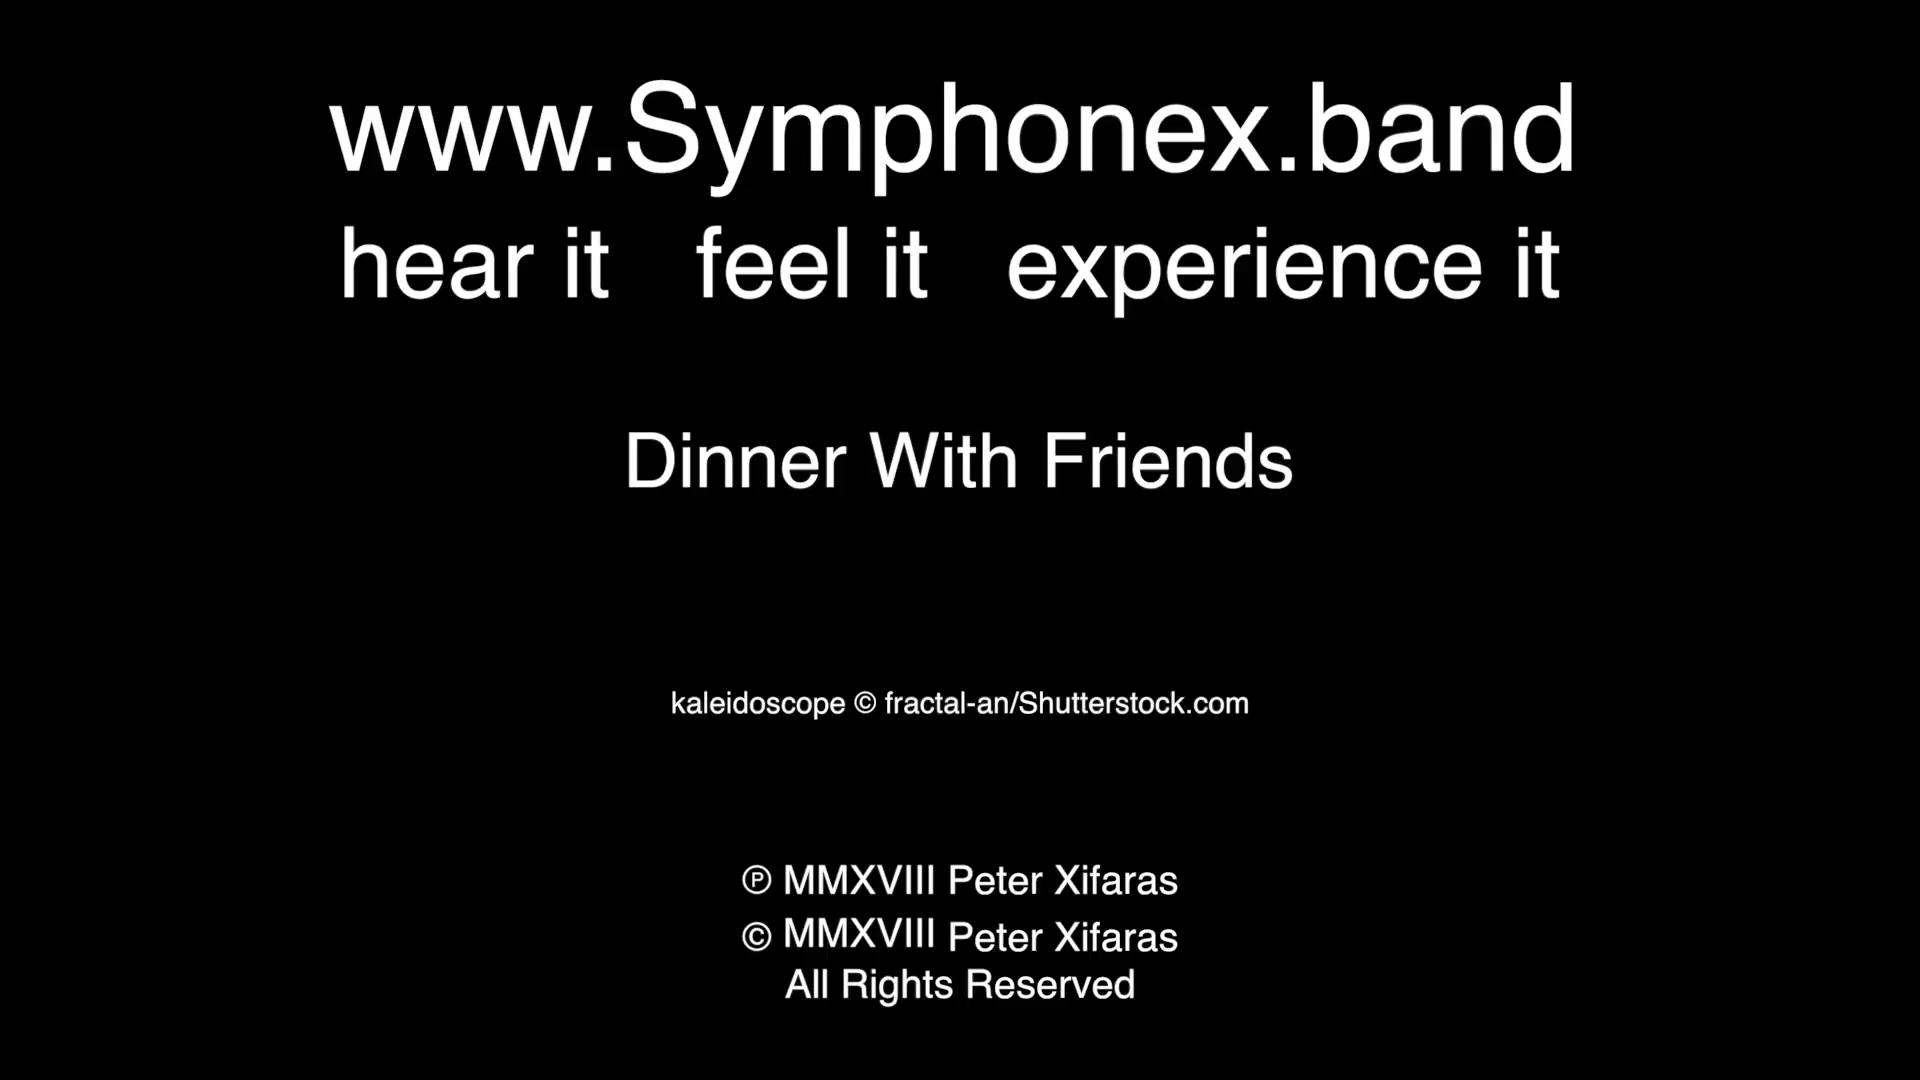 www.Symphonex.band
hear it feel it experience it
Dinner With Friends
kaleidoscope © fractal-an/Shutterstock.com
℗ MMXVIII Peter Xifaras
© MMXVIII Peter Xifaras
All Rights Reserved